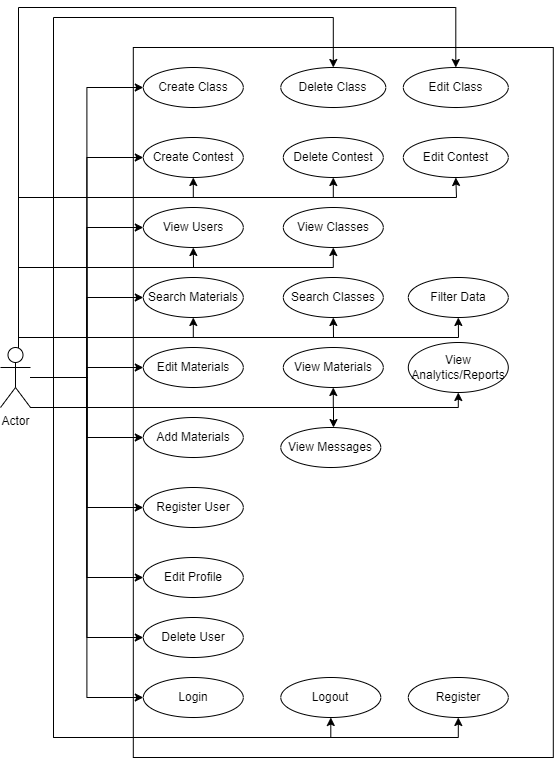 Create Class
Delete Class
Edit Class
Create Contest
Delete Contest
Edit Contest
View Users
View Classes
Search Materials
Search Classes
Filter Data
Edit Materials
View Materials
View
Analytics/Reports
Actor
Add Materials
View Messages
Register User
Edit Profile
Delete User
Login
Logout
Register